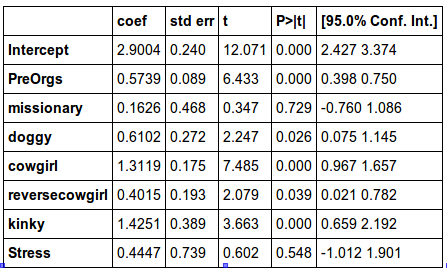 coef std err t P>|t| [95.0% Conf. Int.]
Intercept 2.9004 0.240 12.071 0.000 2.427 3.374
PreOrgs 0.5739 0.089 6.433 0.000 0.398 0.750
missionary 0.1626 0.468 0.347 0.729 -0.760 1.086
doggy 0.6102 0.272 2.247 0.026 0.075 1.145
cowgirl 1.3119 0.175 7.485 0.000 0.967 1.657
reversecowgirl 0.4015 0.193 2.079 0.039 0.021 0.782
kinky 1.4251 0.389 3.663 0.000 0.659 2.192
Stress 0.4447 0.739 0.602 0.548 -1.012 1.901